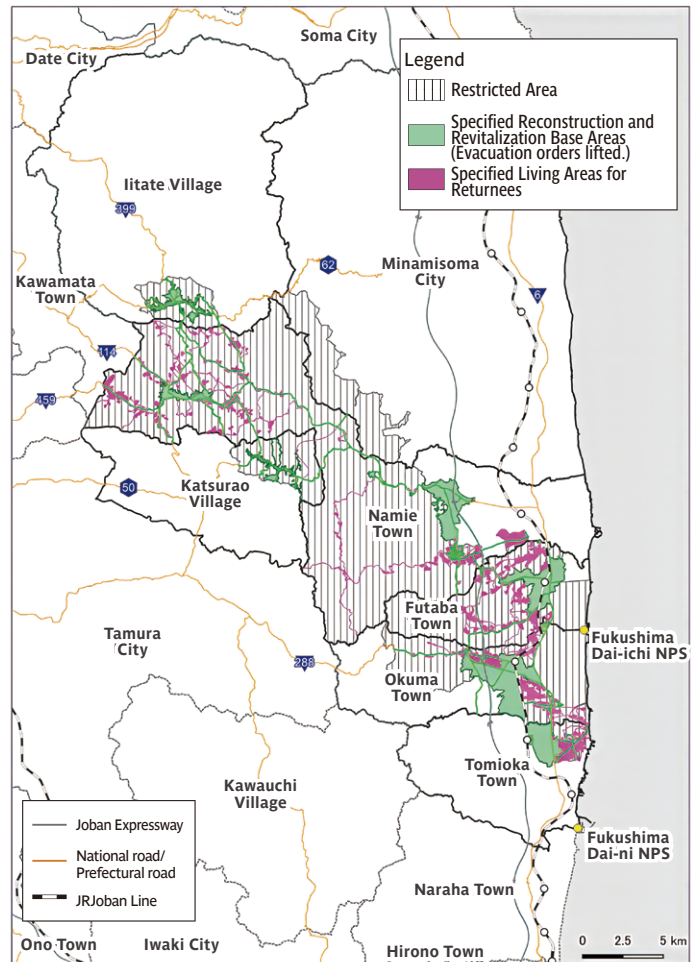 Soma City
Date City
Legend
Restricted Area
Specified Reconstruction and
Revitalization Base Areas
(Evacuation orders lifted.)
Specified Living Areas for
Returnees
Iitate Village
399
62
Minamisoma
City
Kawamata
Town
6
114
459
Katsurao
Village
50
Namie
Town
Futaba
Town
Tamura
City
Fukushima
Dai-ichi NPS
288
Okuma
Town
Tomioka
Town
Kawauchi
Village
Joban Expressway
National road/
Prefectural road
JRJoban Line
Fukushima
Dai-ni NPS
Naraha Town
Ono Town
Iwaki City
Hirono Town
0 2.5 5 km